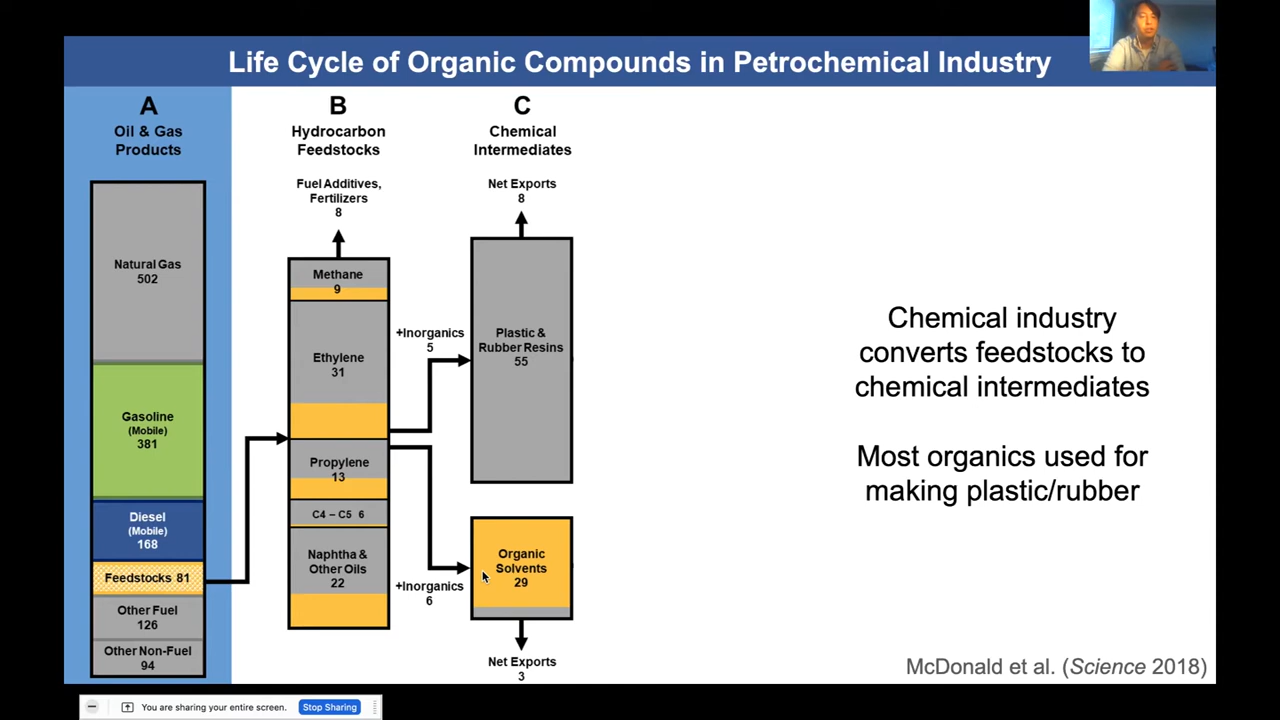 Life Cycle of Organic Compounds in Petrochemical Industry
A
Oil & Gas
Products
Natural Gas
502
Gasoline
(Mobile)
381
Diesel
(Mobile)
168
Feedstocks 81
Other Fuel
126
Other Non-Fuel
94
B
Hydrocarbon
Feedstocks
Fuel Additives,
Fertilizers
8
Methane
9
Ethylene
31
Propylene
13
C4 – C5 6
Naphtha &
Other Oils
22
+Inorganics
5
+Inorganics
6
C
Chemical
Intermediates
Net Exports
8
Plastic &
Rubber Resins
55
Organic
Solvents
29
Net Exports
3
Chemical industry
converts feedstocks to
chemical intermediates
Most organics used for
making plastic/rubber
McDonald et al. (Science 2018)
You are sharing your entire screen.
Stop Sharing